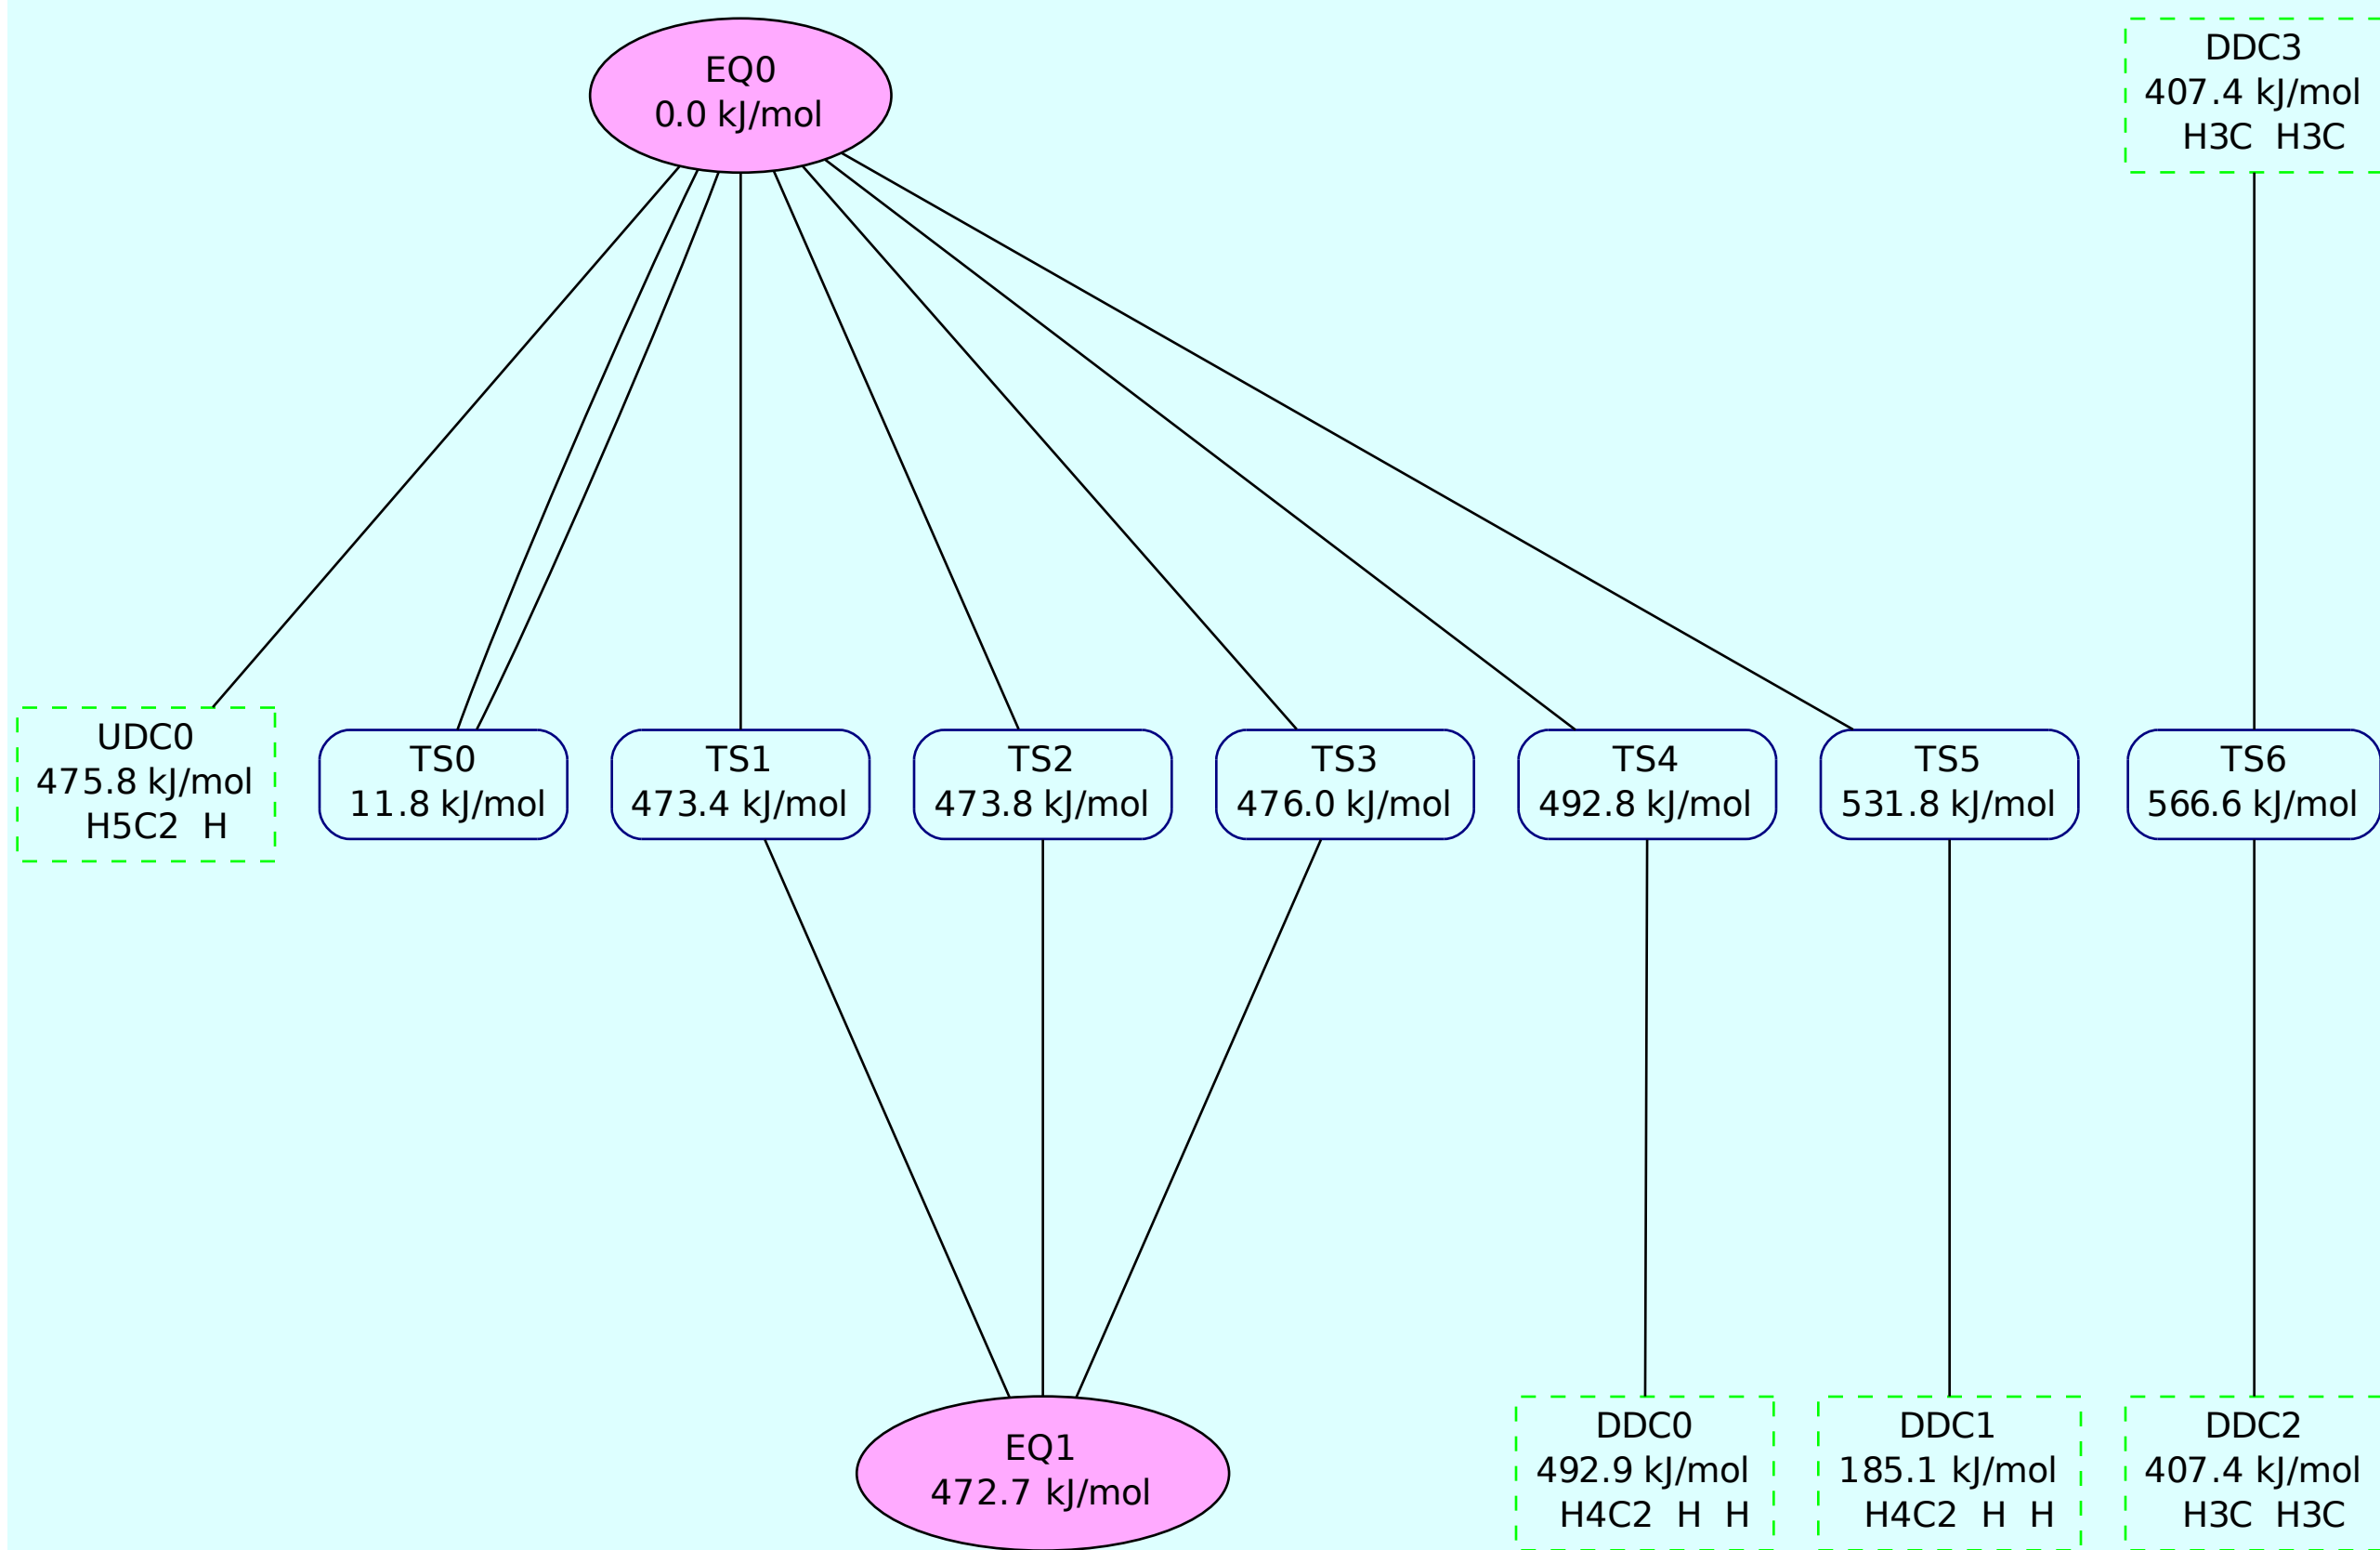 EQ0
0.0 kJ/mol
DDC3
407.4 kJ/mol
H3C H3C
UDC0
475.8 kJ/mol
H5C2 H
TS0
11.8 kJ/mol
TS1
473.4 kJ/mol
TS2
473.8 kJ/mol
TS3
476.0 kJ/mol
TS4
492.8 kJ/mol
TS5
531.8 kJ/mol
TS6
566.6 kJ/mol
EQ1
472.7 kJ/mol
DDC0
492.9 kJ/mol
H4C2 H H
DDC1
185.1 kJ/mol
H4C2 H H
DDC2
407.4 kJ/mol
H3C H3C